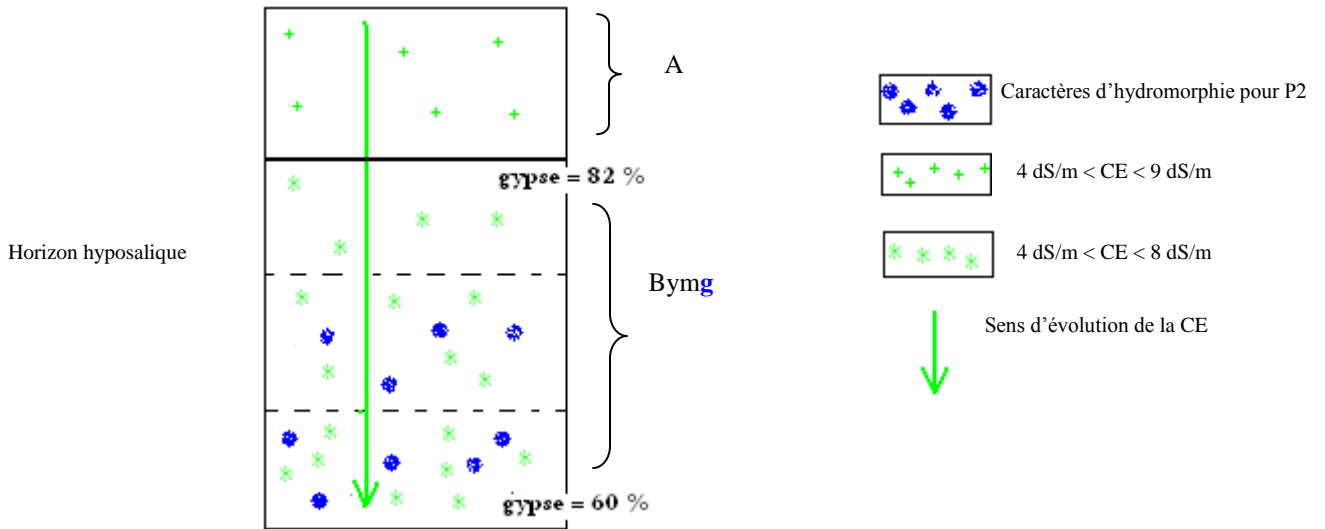 A
Caractères d’hydromorphie pour P2
gypse = 82 %
4 dS/m < CE < 9 dS/m
Horizon hyposalique
4 dS/m < CE < 8 dS/m
Bymg
Sens d’évolution de la CE
gypse = 60 %